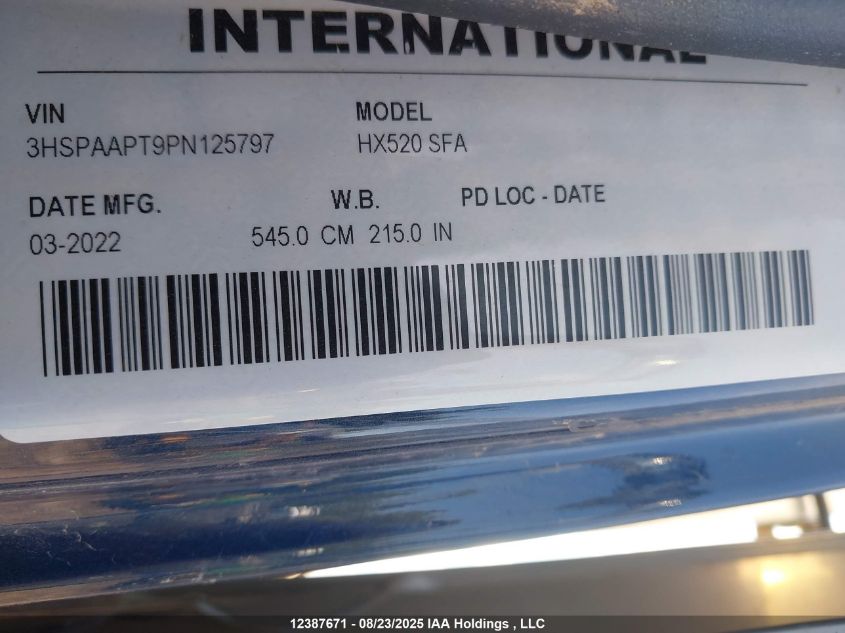 INTERNATIONAL
VIN MODEL
3HSPAAPT9PN125797 HX520 SFA
DATE MFG. W.B. PD LOC - DATE
03-2022 545.0 CM 215.0 IN
12387671 - 08/23/2025 IAA Holdings , LLC